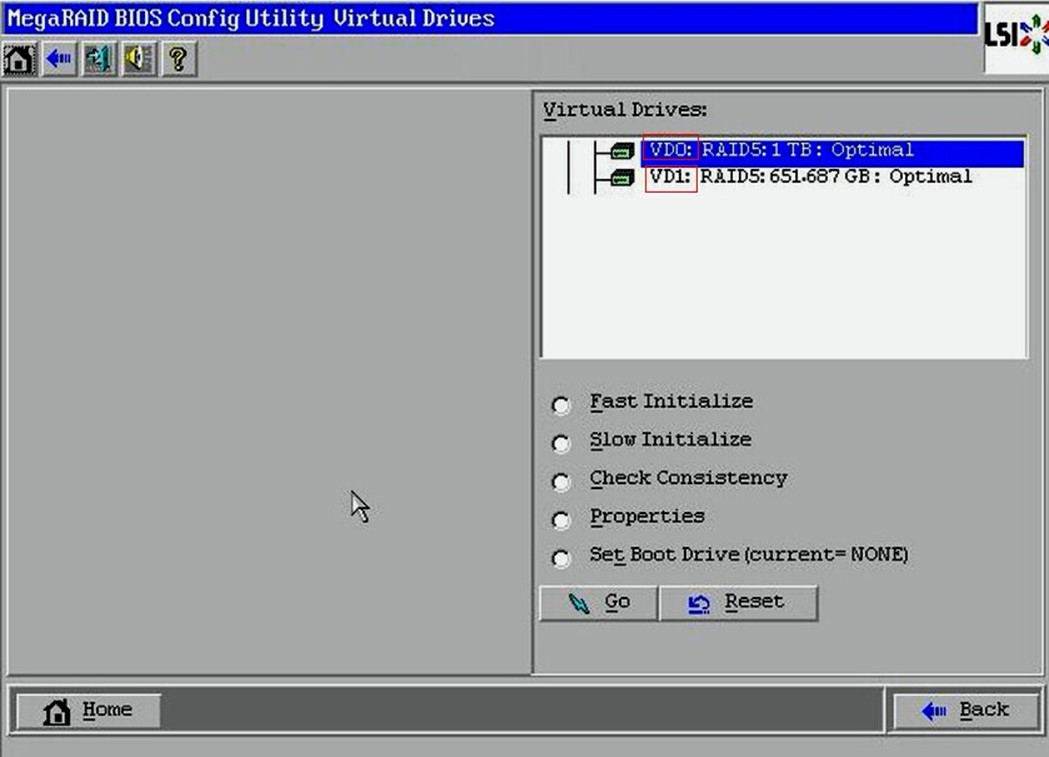 MegaRAID BIOS Config Utility Virtual Drives
LSI
?
Virtual Drives:
VD0: RAID5: 1 TB: Optimal
VD1: RAID5: 651.687 GB: Optimal
Fast Initialize
Slow Initialize
Check Consistency
Properties
Set Boot Drive (current= NONE)
Go
Reset
Home
Back